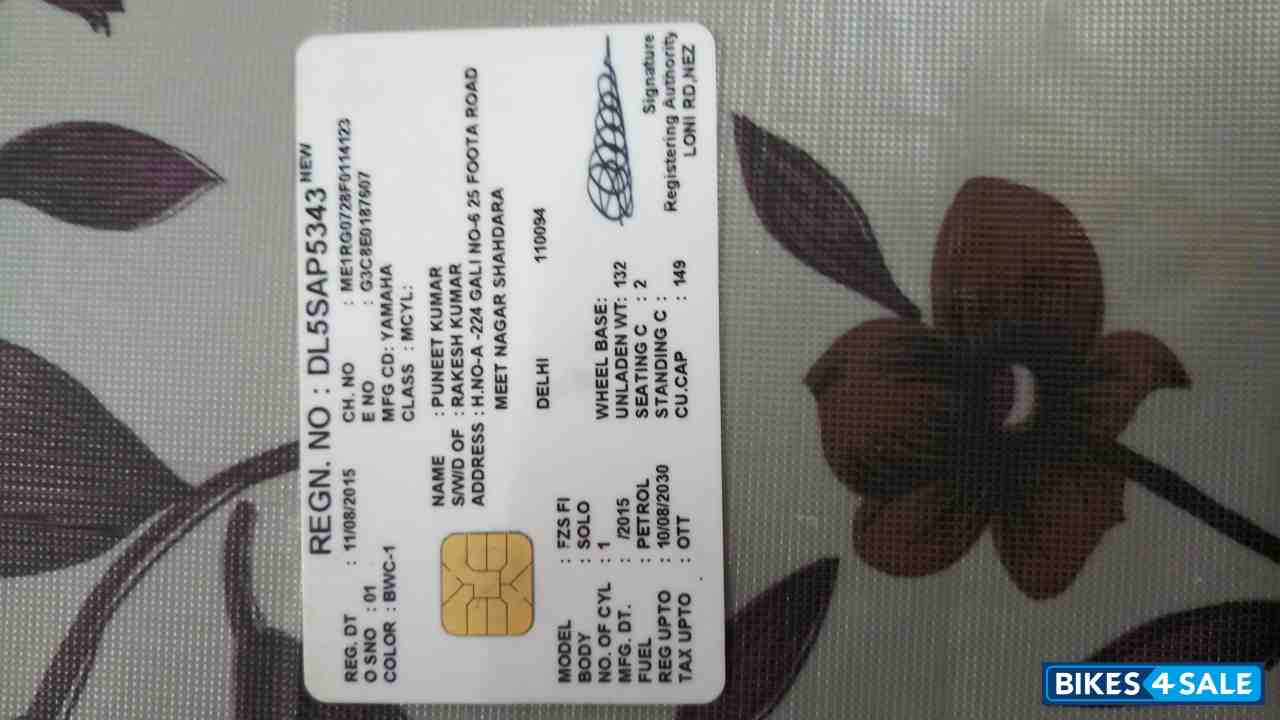 REGN. NO : DL5SAP5343 NEW
REG. DT : 11/08/2015 CH. NO : ME1RG0728F0114123
O SNO : 01 E NO : G3C8E0187607
COLOR : BWC-1 MFG CD: YAMAHA
CLASS : MCYL:
NAME : PUNEET KUMAR
S/W/D OF : RAKESH KUMAR
ADDRESS : H.NO-A -224 GALI NO-6 25 FOOTA ROAD
MEET NAGAR SHAHDARA
DELHI 110094
MODEL : FZS FI
BODY : SOLO WHEEL BASE:
NO. OF CYL : 1 UNLADEN WT: 132
MFG. DT. : /2015 SEATING C : 2
FUEL : PETROL STANDING C :
REG UPTO : 10/08/2030 CU.CAP : 149
TAX UPTO : OTT
Signature
Registering Authority
LONI RD,NEZ
BIKES4SALE